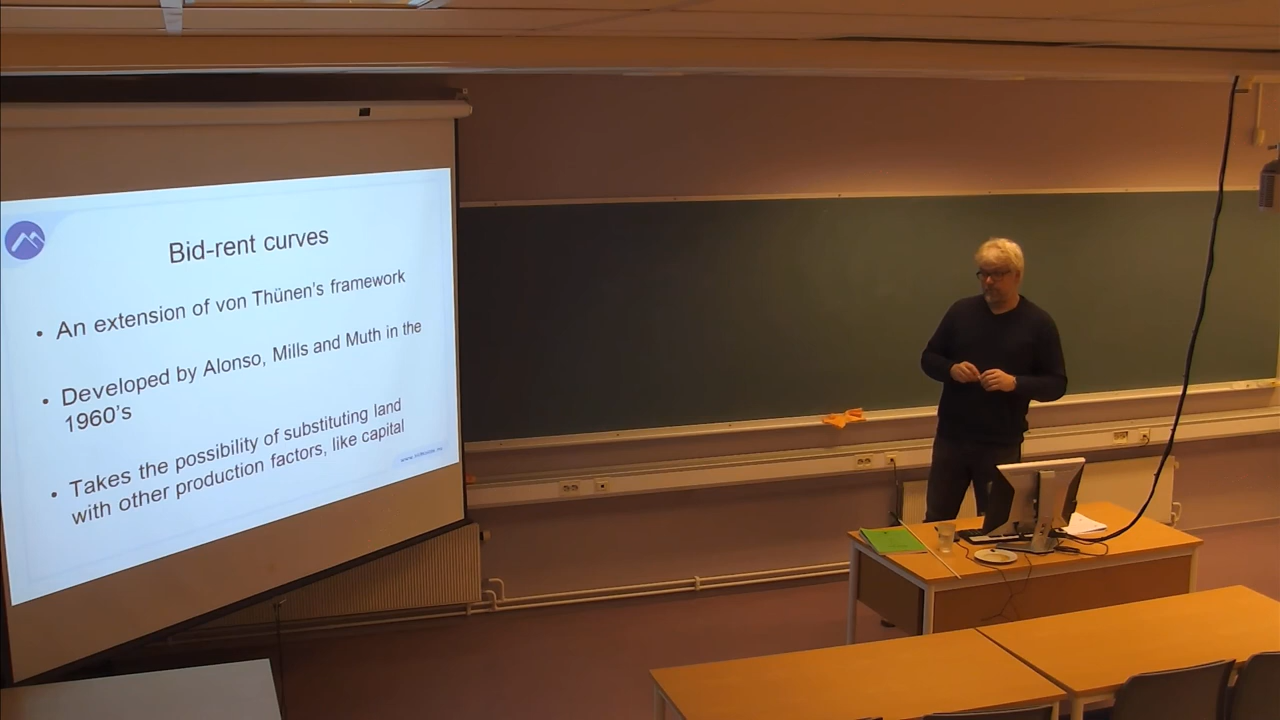 Bid-rent curves
• An extension of von Thünen's framework
• Developed by Alonso, Mills and Muth in the
1960's
• Takes the possibility of substituting land
with other production factors, like capital